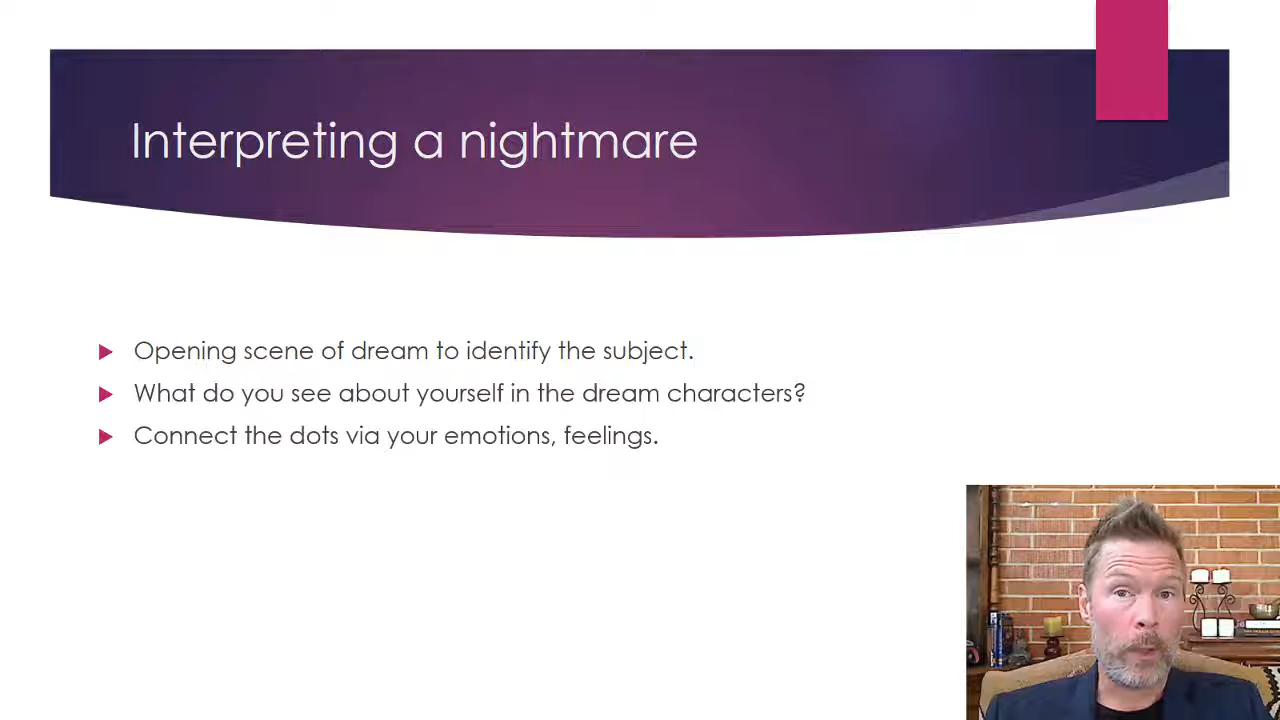 Interpreting a nightmare
Opening scene of dream to identify the subject.
What do you see about yourself in the dream characters?
Connect the dots via your emotions, feelings.